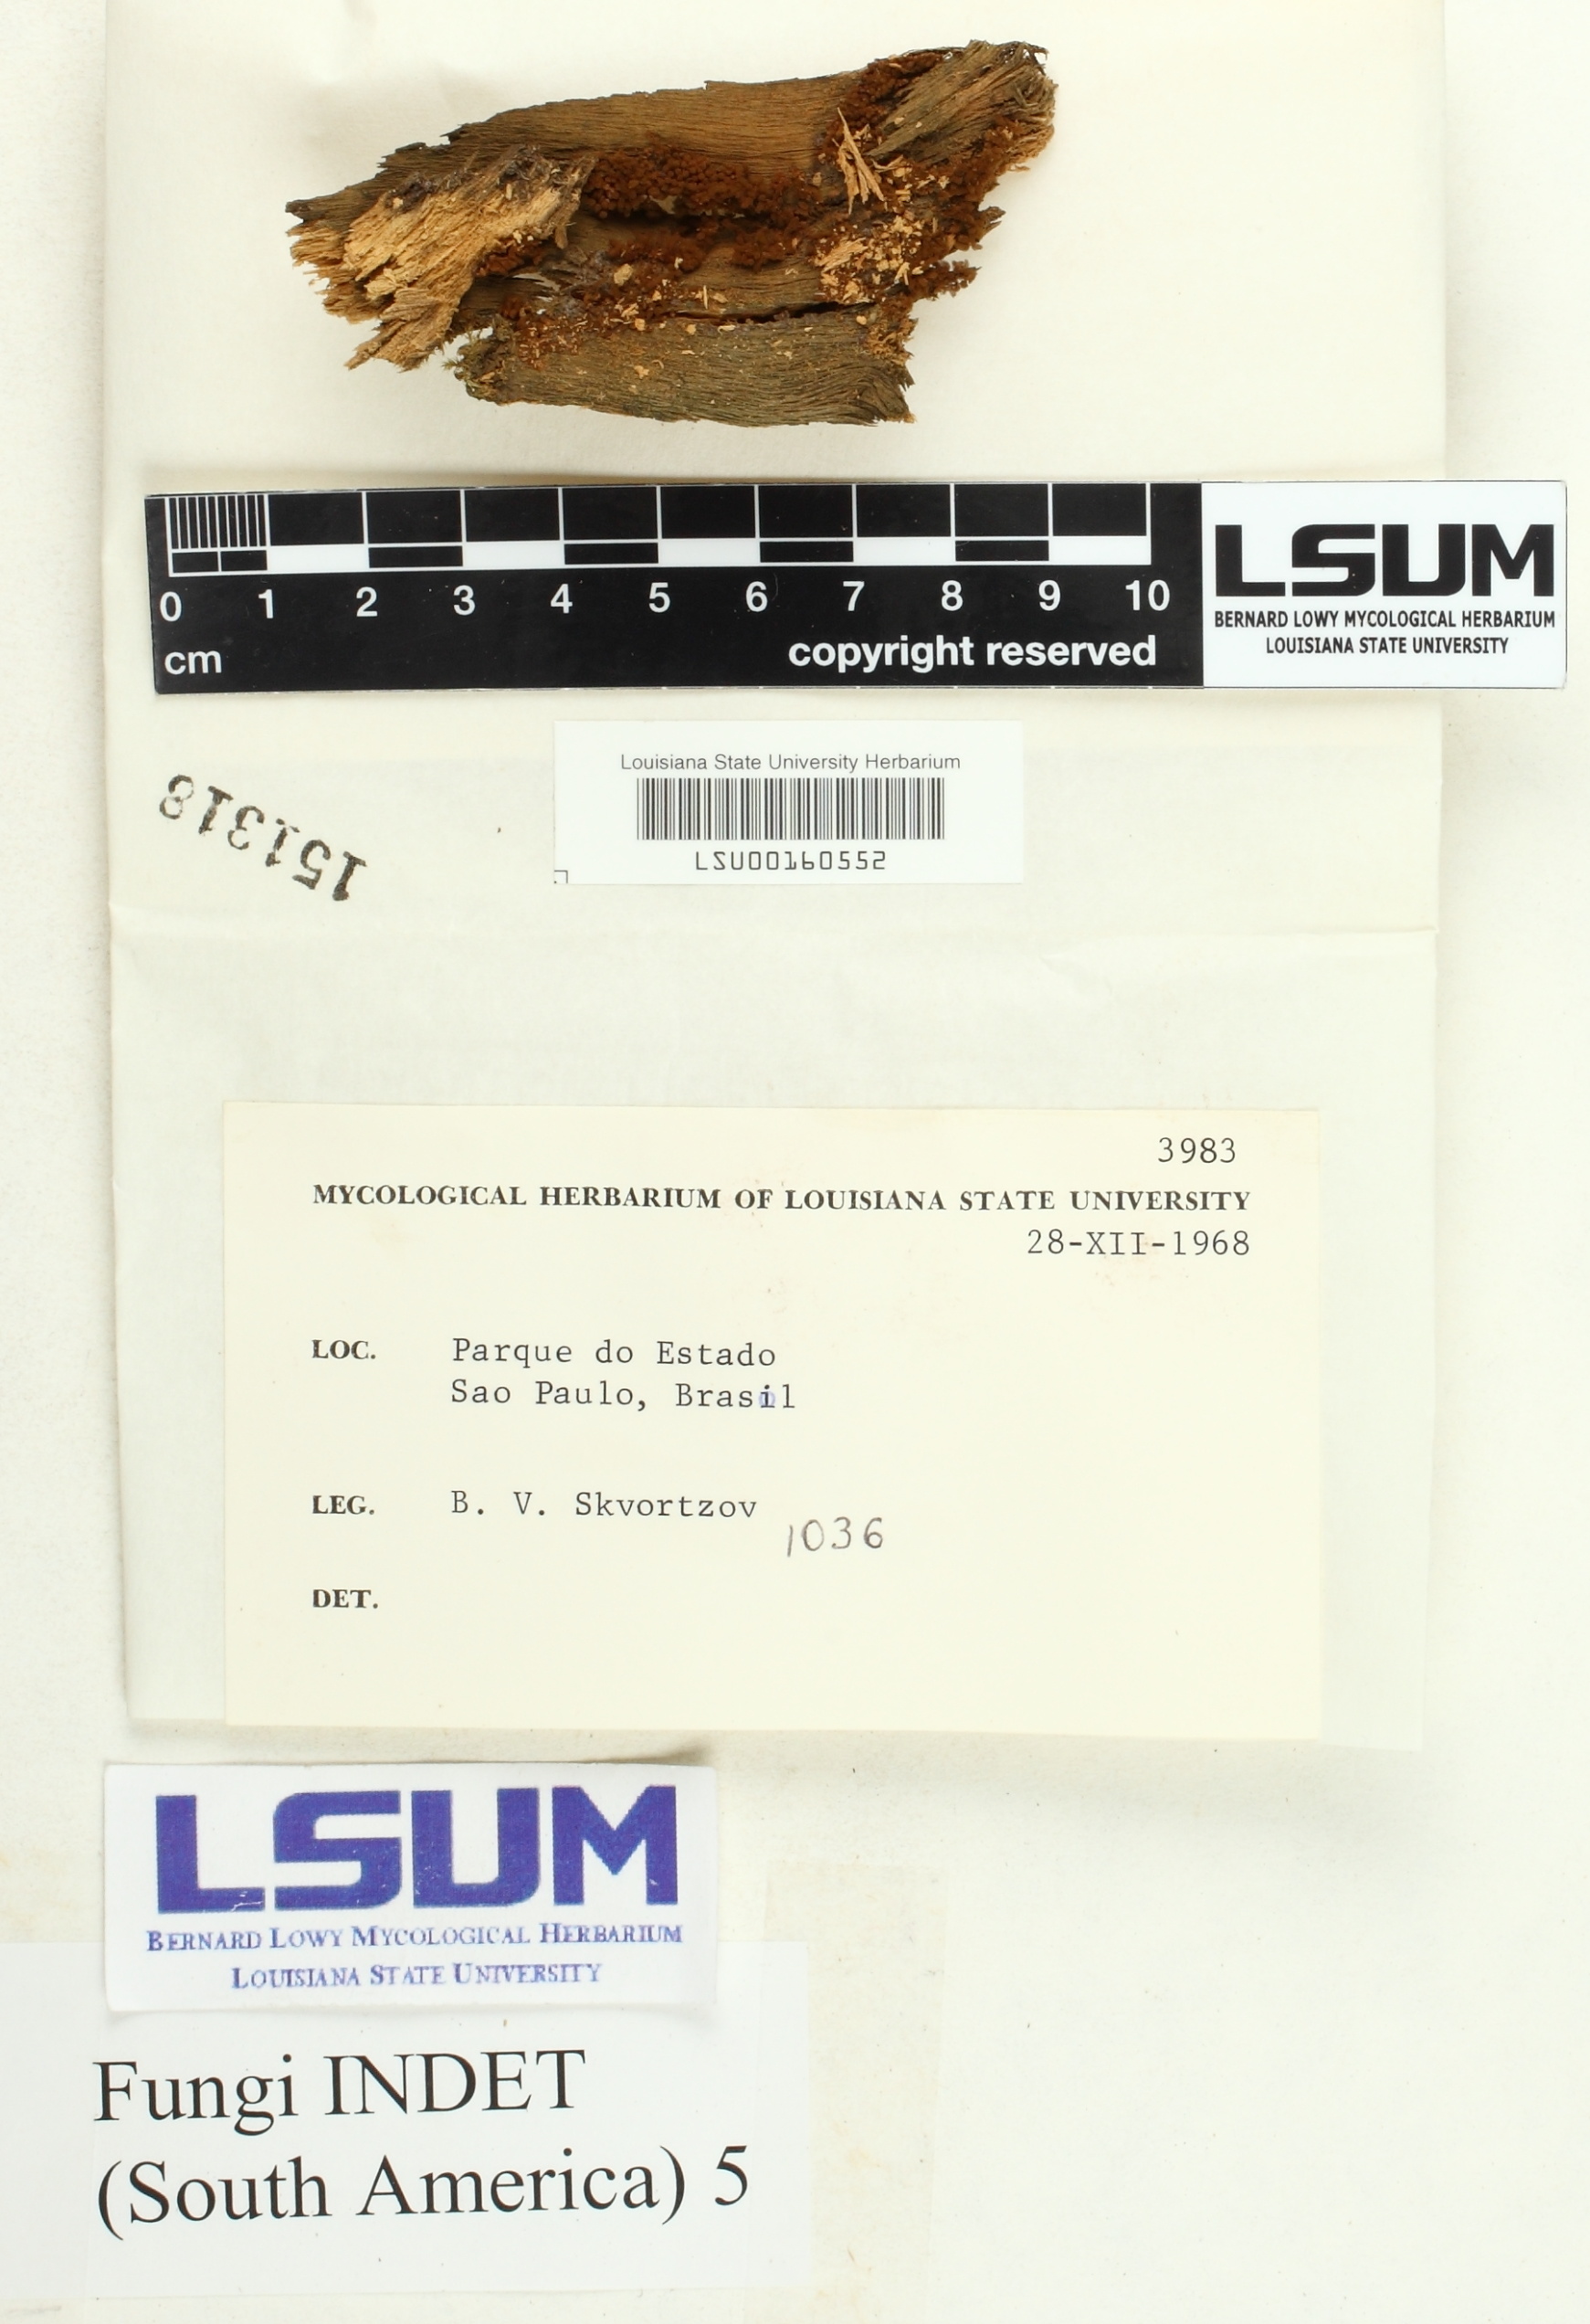 0 1 2 3 4 5 6 7 8 9 10
cm copyright reserved
LSUM
BERNARD LOWY MYCOLOGICAL HERBARIUM
LOUISIANA STATE UNIVERSITY
151318
Louisiana State University Herbarium
LSU00160552
3983
MYCOLOGICAL HERBARIUM OF LOUISIANA STATE UNIVERSITY
28-XII-1968
LOC. Parque do Estado
Sao Paulo, Brasil
LEG. B. V. Skvortzov
1036
DET.
LSUM
BERNARD LOWY MYCOLOGICAL HERBARIUM
LOUISIANA STATE UNIVERSITY
Fungi INDET
(South America) 5